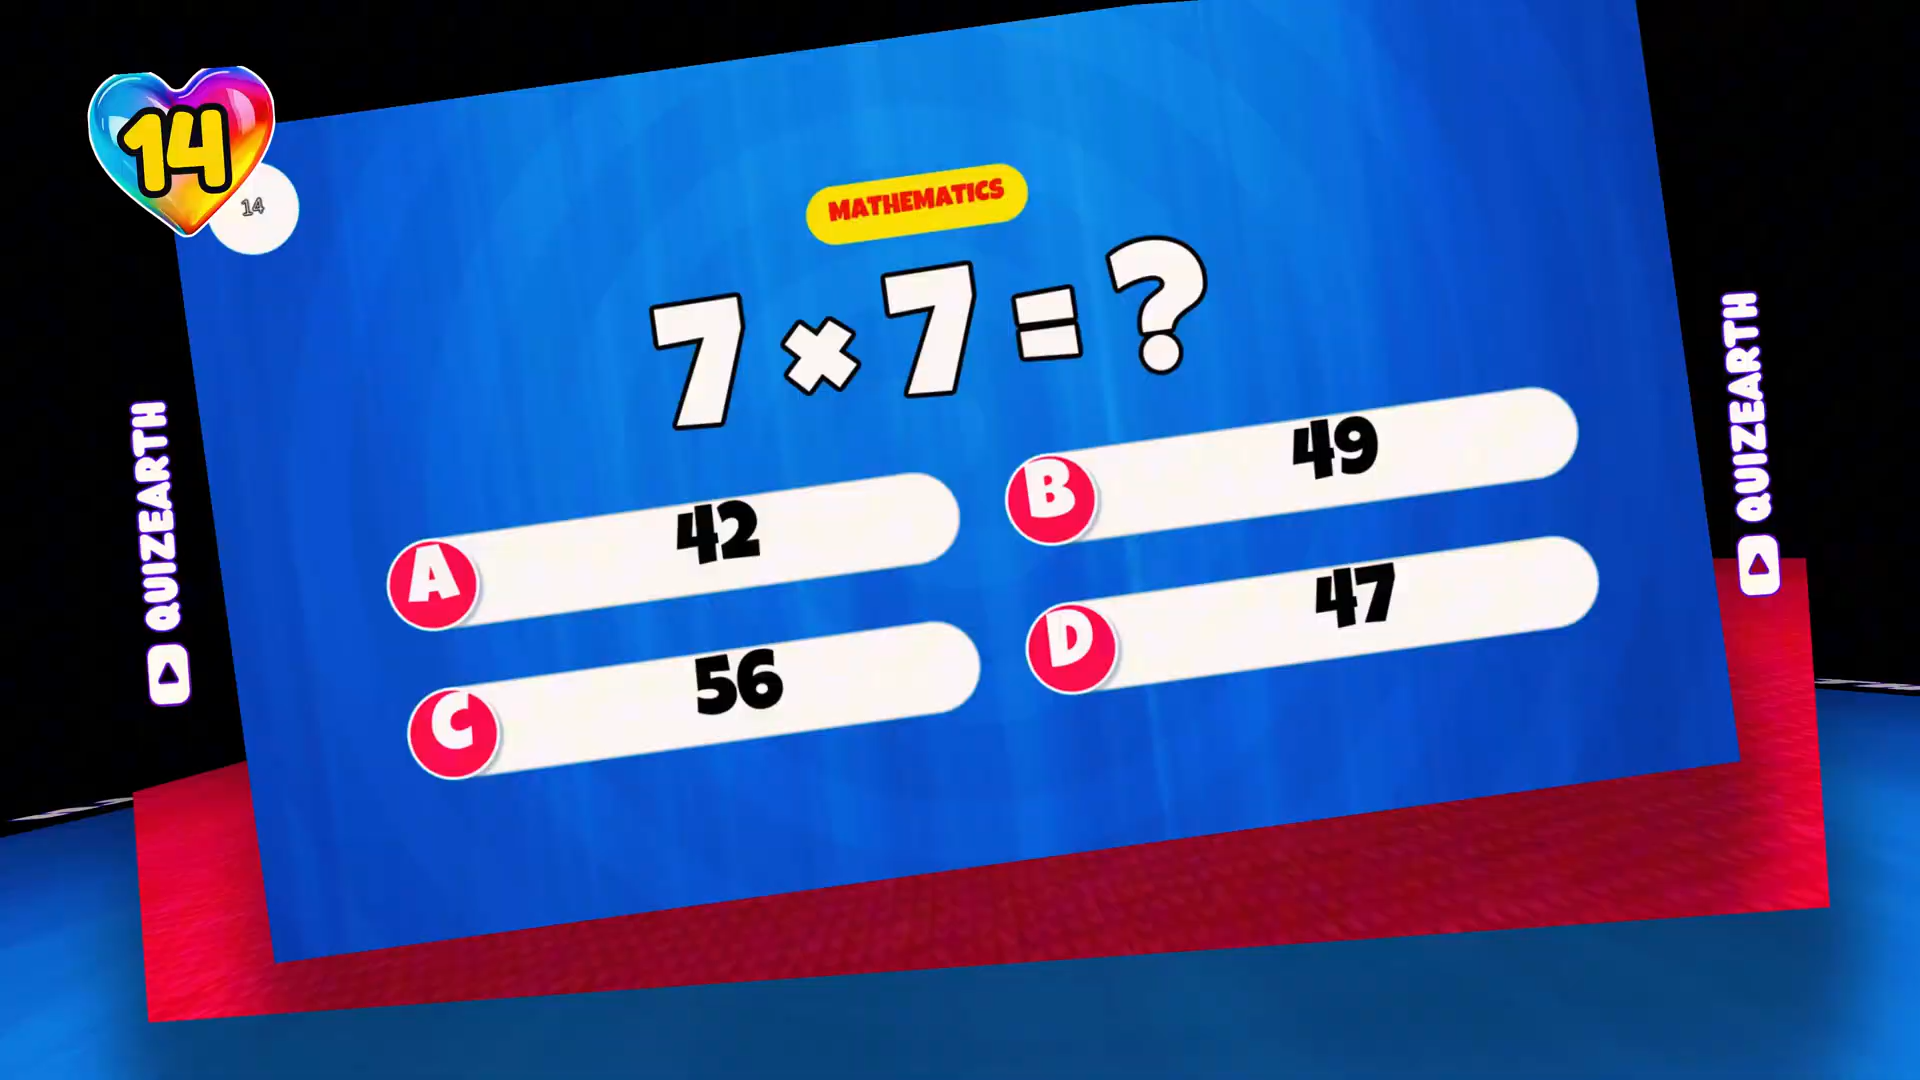 14
14
MATHEMATICS
7 × 7 = ?
A 42
B 49
C 56
D 47
QUIZEARTH
QUIZEARTH